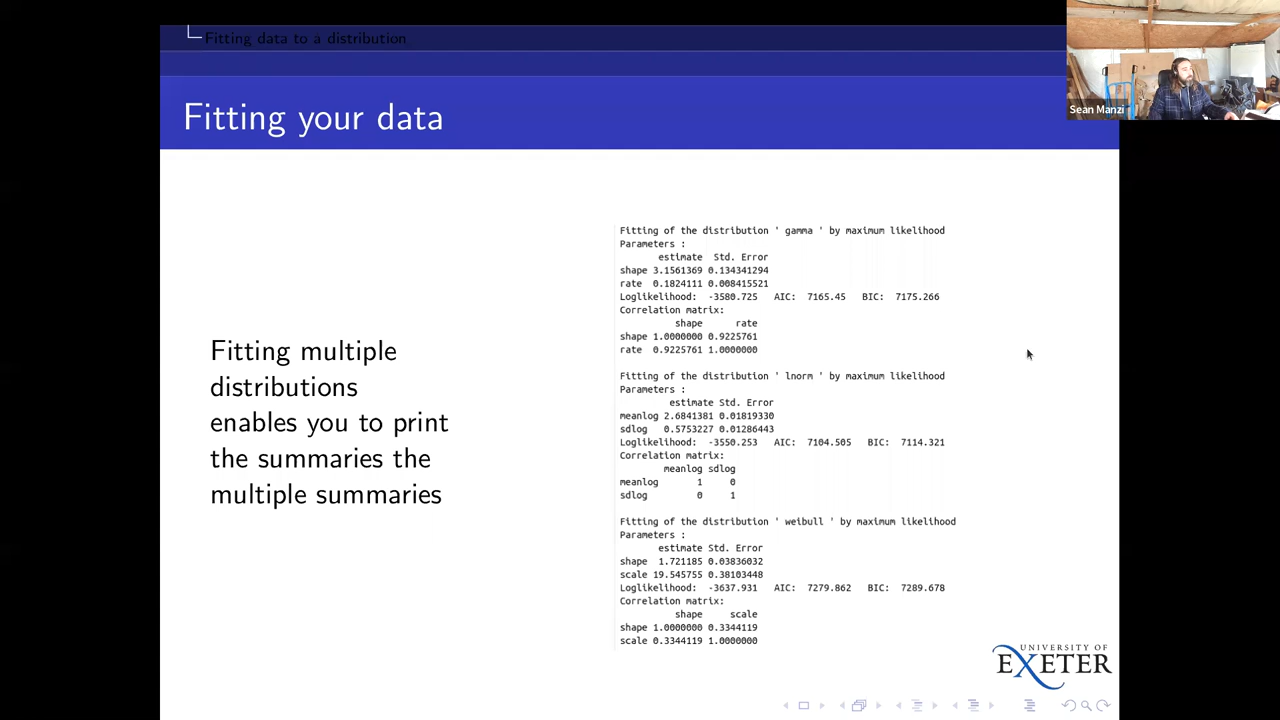 Fitting data to a distribution
Fitting your data
Sean Manzi
Fitting multiple
distributions
enables you to print
the summaries the
multiple summaries
Fitting of the distribution ' gamma ' by maximum likelihood
Parameters :
estimate Std. Error
shape 3.1561369 0.134341294
rate 0.1824111 0.008415521
Loglikelihood: -3580.725 AIC: 7165.45 BIC: 7175.266
Correlation matrix:
shape rate
shape 1.0000000 0.9225761
rate 0.9225761 1.0000000
Fitting of the distribution ' lnorm ' by maximum likelihood
Parameters :
estimate Std. Error
meanlog 2.6841381 0.01819330
sdlog 0.5753227 0.01286443
Loglikelihood: -3550.253 AIC: 7104.505 BIC: 7114.321
Correlation matrix:
meanlog sdlog
meanlog 1 0
sdlog 0 1
Fitting of the distribution ' weibull ' by maximum likelihood
Parameters :
estimate Std. Error
shape 1.721185 0.03836032
scale 19.545755 0.38103448
Loglikelihood: -3637.931 AIC: 7279.862 BIC: 7289.678
Correlation matrix:
shape scale
shape 1.0000000 0.3344119
scale 0.3344119 1.0000000
UNIVERSITY OF
EXETER